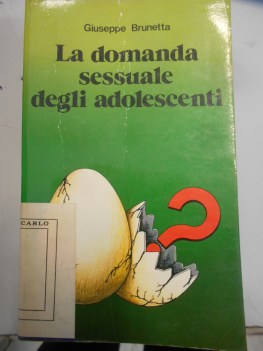 Giuseppe Brunetta
La domanda
sessuale
degli adolescenti
?
CARLO